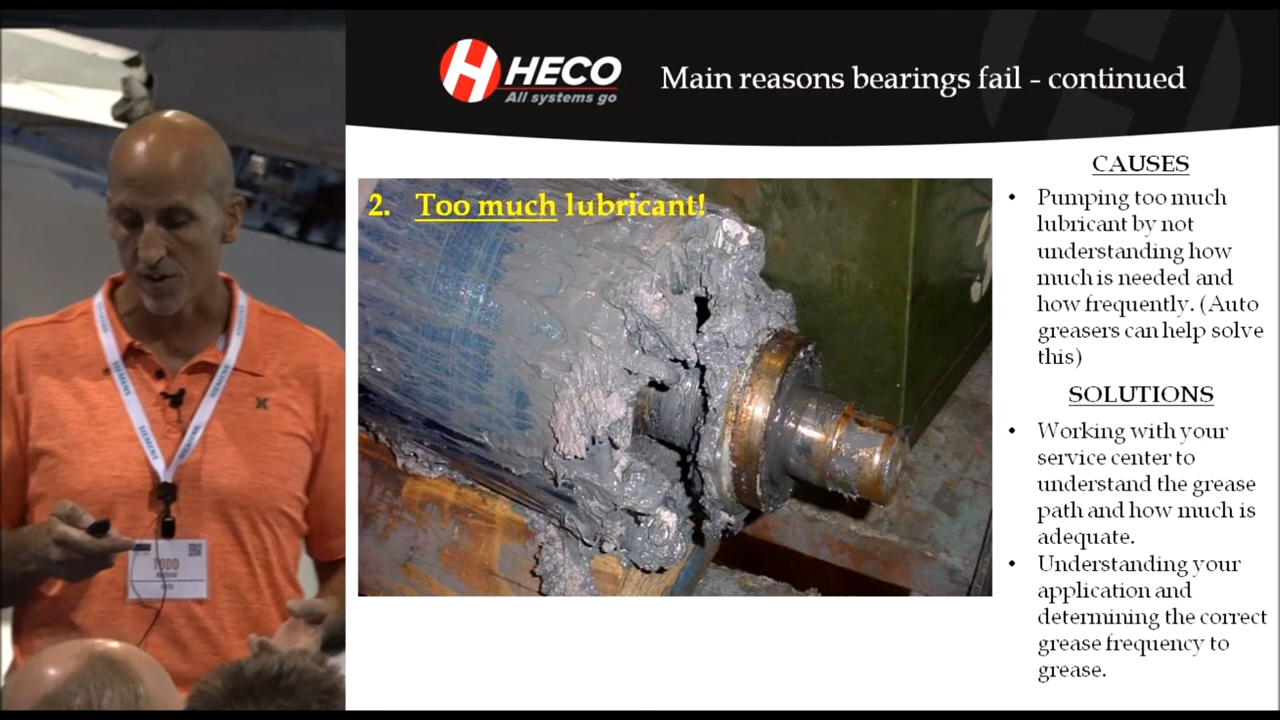 HECO
All systems go
Main reasons bearings fail - continued
2. Too much lubricant!
CAUSES
• Pumping too much
lubricant by not
understanding how
much is needed and
how frequently. (Auto
greasers can help solve
this)
SOLUTIONS
• Working with your
service center to
understand the grease
path and how much is
adequate.
• Understanding your
application and
determining the correct
grease frequency to
grease.
SIEMENS
TODD